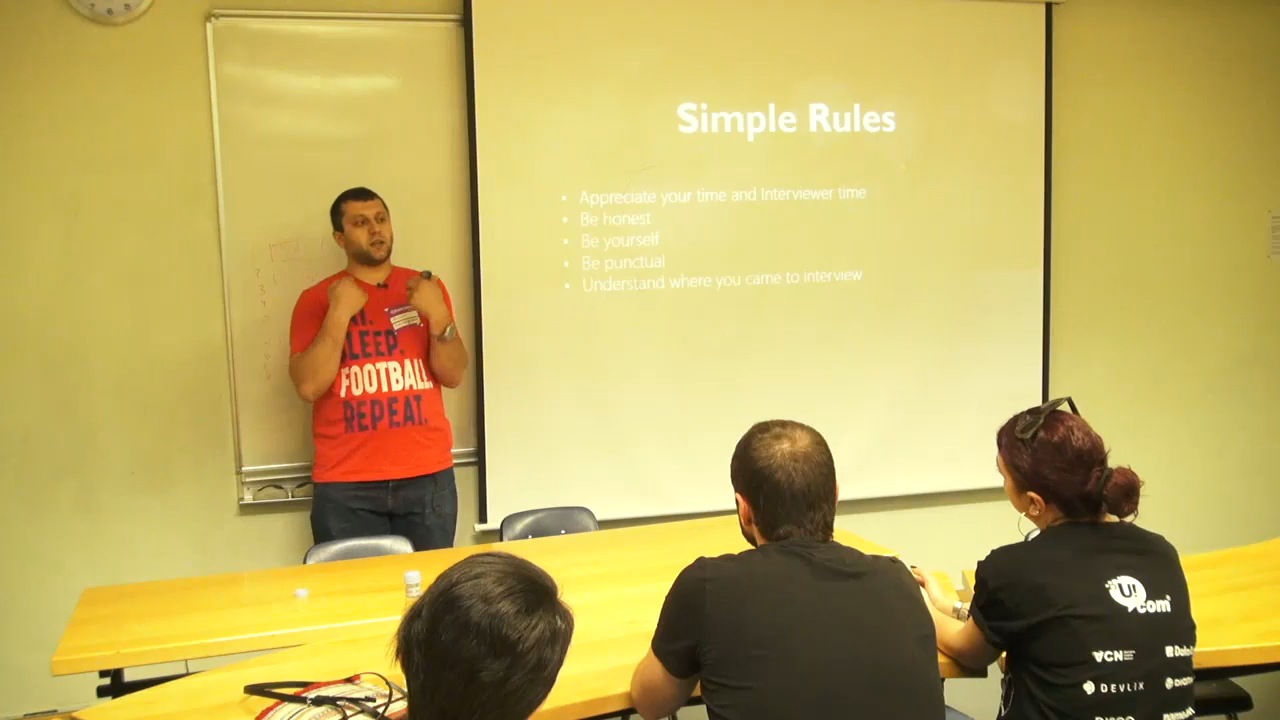 Simple Rules
• Appreciate your time and Interviewer time
• Be honest
• Be yourself
• Be punctual
• Understand where you came to interview
SLEEP.
FOOTBALL.
REPEAT.
U!
com
VCN
DEVLIX